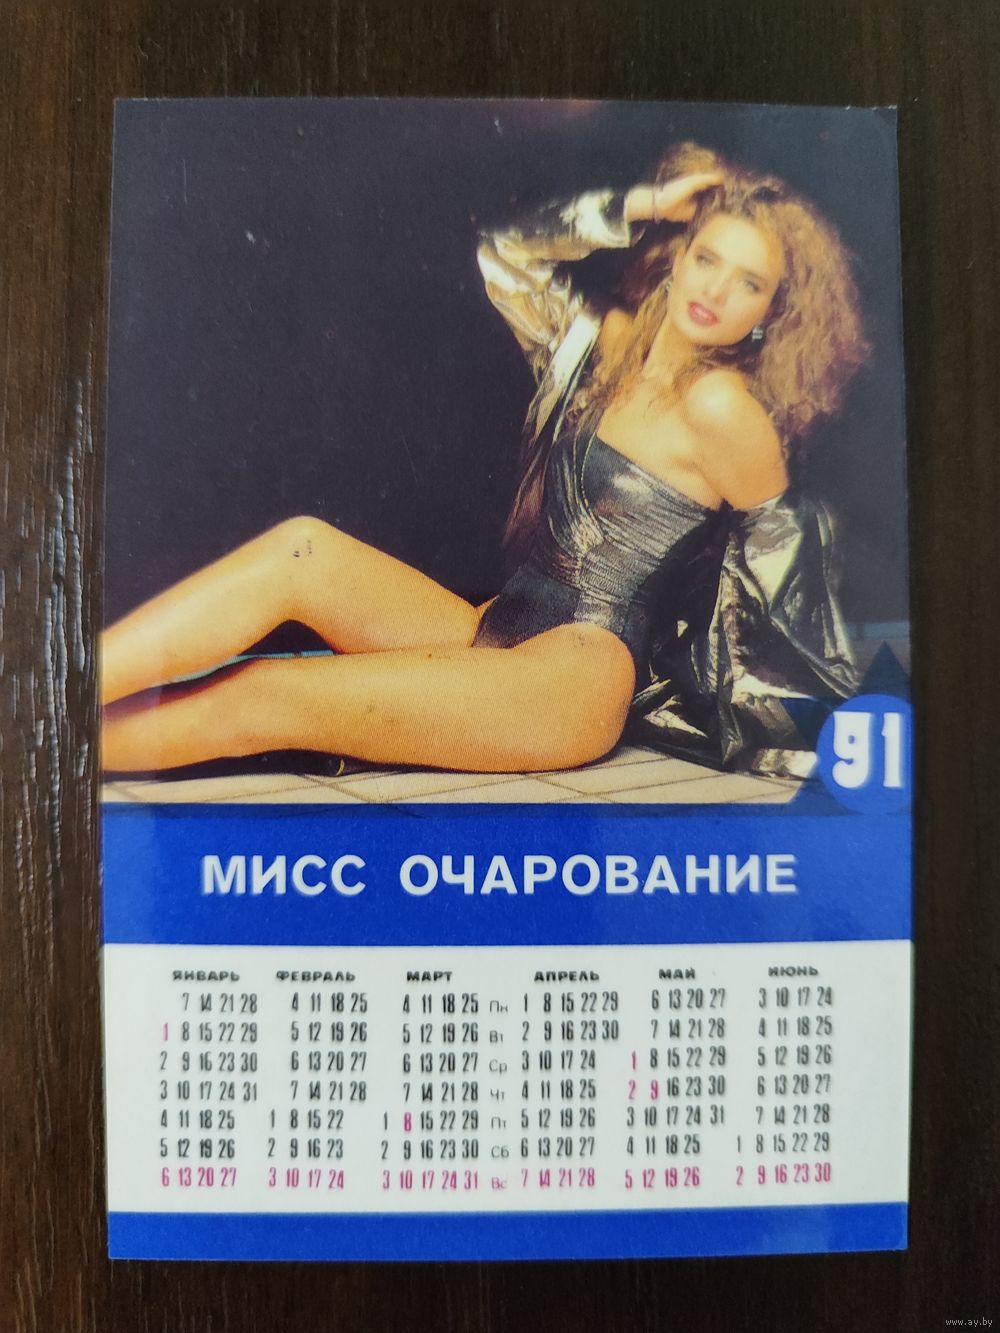 91
МИСС ОЧАРОВАНИЕ
ЯНВАРЬ ФЕВРАЛЬ МАРТ АПРЕЛЬ МАЙ ИЮНЬ
7 14 21 28 4 11 18 25 4 11 18 25 Пн 1 8 15 22 29 6 13 20 27 3 10 17 24
1 8 15 22 29 5 12 19 26 5 12 19 26 Вт 2 9 16 23 30 7 14 21 28 4 11 18 25
2 9 16 23 30 6 13 20 27 6 13 20 27 Ср 3 10 17 24 1 8 15 22 29 5 12 19 26
3 10 17 24 31 7 14 21 28 7 14 21 28 Чт 4 11 18 25 2 9 16 23 30 6 13 20 27
4 11 18 25 1 8 15 22 1 8 15 22 29 Пт 5 12 19 26 3 10 17 24 31 7 14 21 28
5 12 19 26 2 9 16 23 2 9 16 23 30 Сб 6 13 20 27 4 11 18 25 1 8 15 22 29
6 13 20 27 3 10 17 24 3 10 17 24 31 Вс 7 14 21 28 5 12 19 26 2 9 16 23 30
www.ay.by